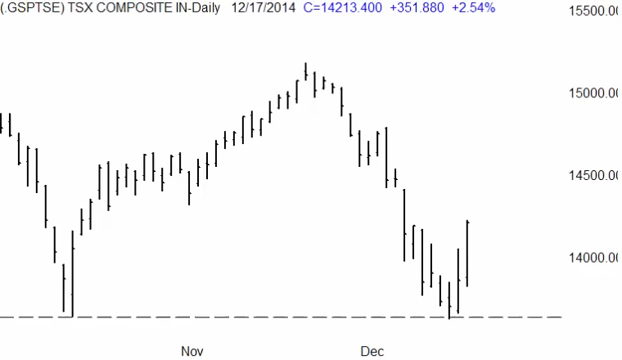 (.GSPTSE) TSX COMPOSITE IN-Daily 12/17/2014 C=14213.400 +351.880 +2.54%
15500.00
15000.00
14500.00
14000.00
Nov Dec